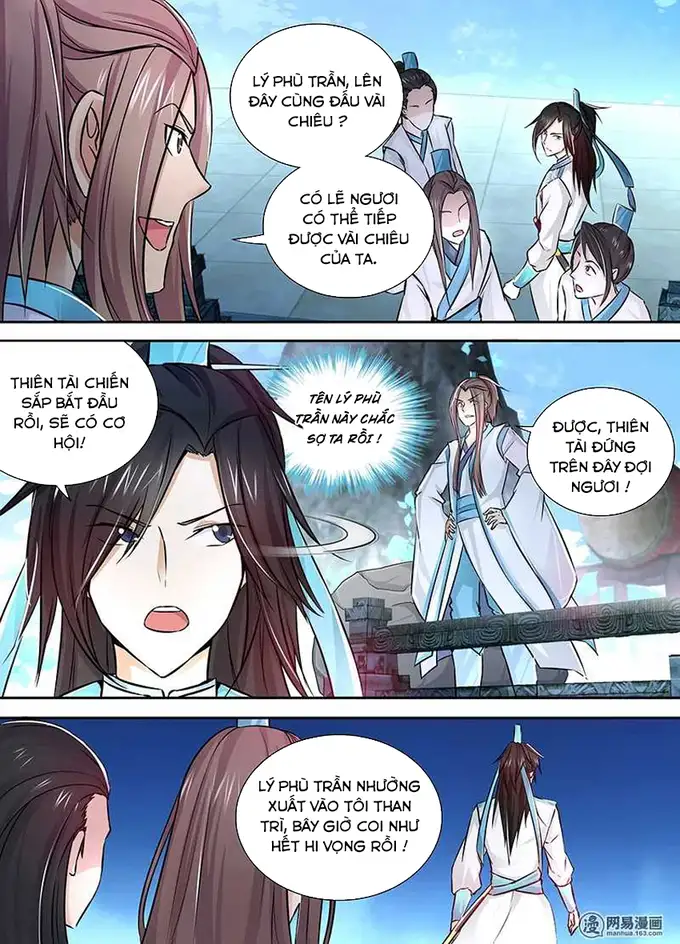 LÝ PHÙ TRẦN, LÊN
ĐÂY CÙNG ĐẤU VÀI
CHIÊU ?
CÓ LẼ NGƯƠI
CÓ THỂ TIẾP
ĐƯỢC VÀI CHIÊU
CỦA TA.
THIÊN TÀI CHIẾN
SẮP BẮT ĐẦU
RỒI, SẼ CÓ CƠ
HỘI!
TÊN LÝ PHÙ
TRẦN NÀY CHẮC
SỢ TA RỒI !
ĐƯỢC, THIÊN
TÀI ĐỨNG
TRÊN ĐÂY ĐỢI
NGƯƠI !
LÝ PHÙ TRẦN NHƯỜNG
XUẤT VÀO TÔI THAN
TRÌ, BÂY GIỜ COI NHƯ
HẾT HI VỌNG RỒI !
漫 网易漫画
manhua.163.com